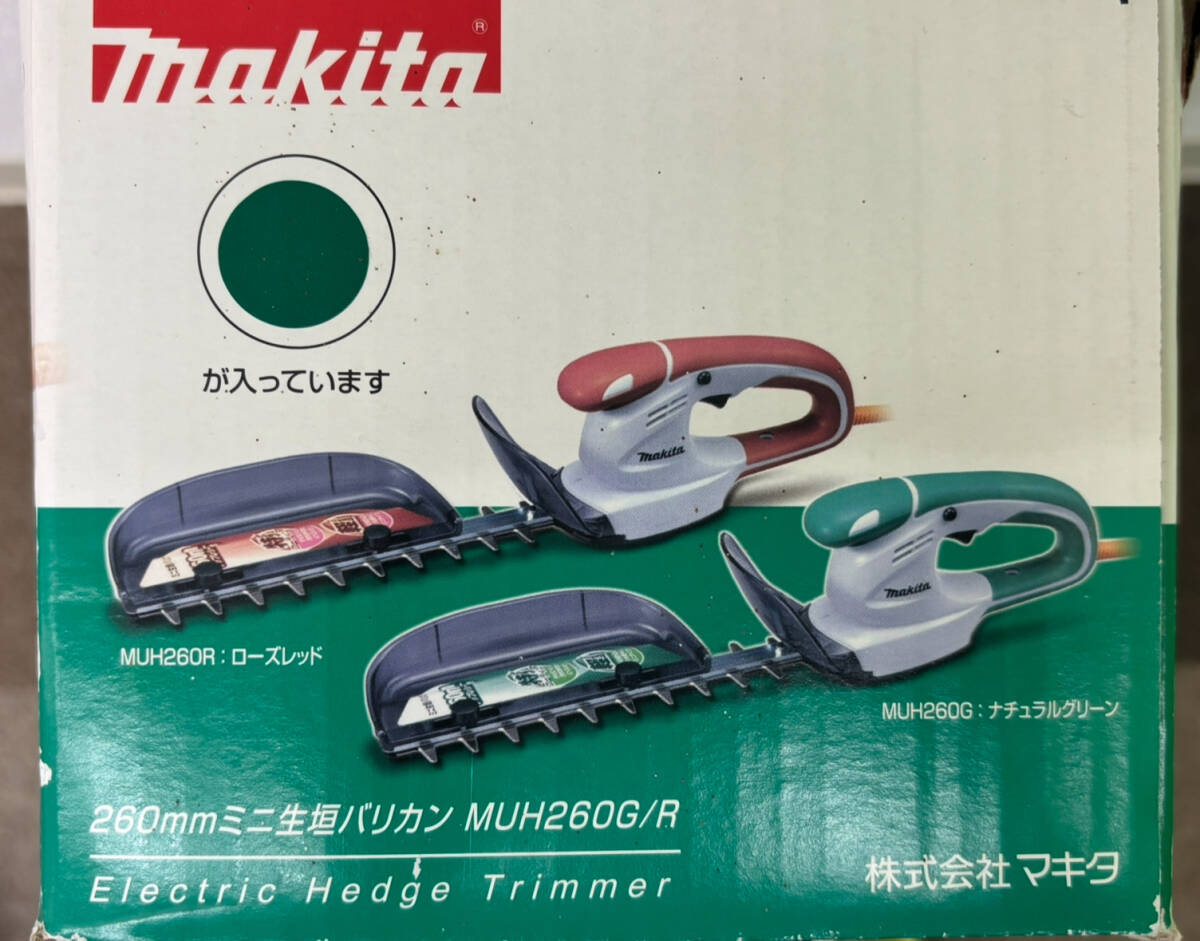 makita®
が入っています
makita
makita
MUH260R：ローズレッド
MUH260G：ナチュラルグリーン
260mmミニ生垣バリカン MUH260G/R
Electric Hedge Trimmer
株式会社マキタ